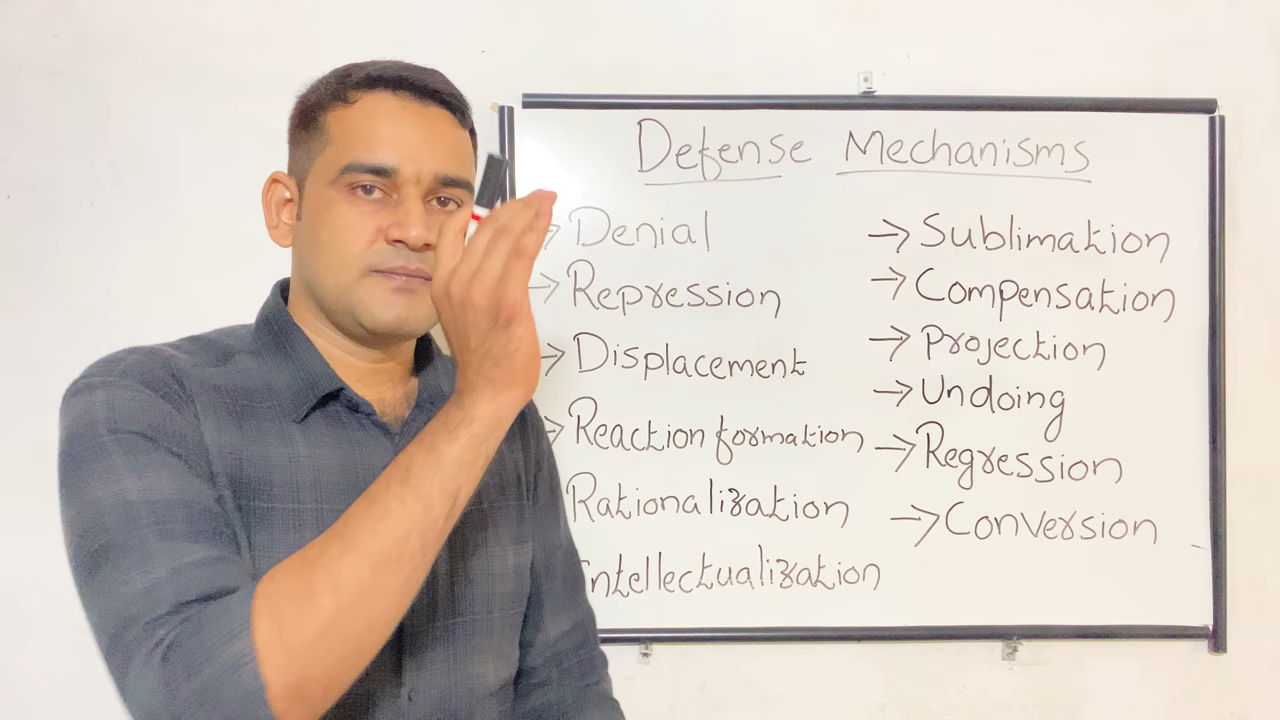 Defense Mechanisms
→ Denial
→ Repression
→ Displacement
→ Reaction formation
Rationalization
Intellectualization
→ Sublimation
→ Compensation
→ Projection
→ Undoing
→ Regression
→ Conversion